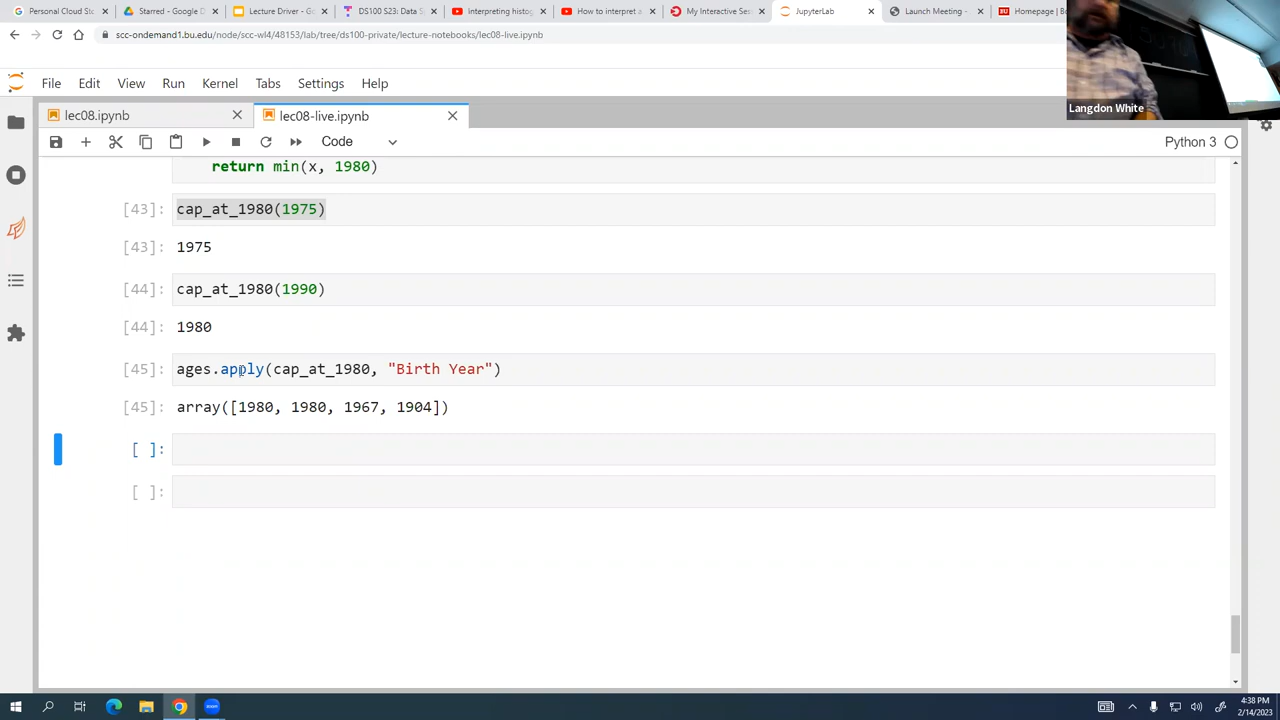 Personal Cloud Sta
Starred - Google D
Lecture Driver - Go
DS100 S23: Data S
Interpreting histog
How to interpret a
My Interactive Se
JupyterLab
Launch Meeting -
Homepage | Bo
scc-ondemand1.bu.edu/node/scc-wl4/48153/lab/tree/ds100-private/lecture-notebooks/lec08-live.ipynb
Langdon White
File Edit View Run Kernel Tabs Settings Help
lec08.ipynb
lec08-live.ipynb
Code
Python 3
return min(x, 1980)
[43]: cap_at_1980(1975)
[43]: 1975
[44]: cap_at_1980(1990)
[44]: 1980
[45]: ages.apply(cap_at_1980, "Birth Year")
[45]: array([1980, 1980, 1967, 1904])
[ ]:
[ ]:
4:38 PM
2/14/2023